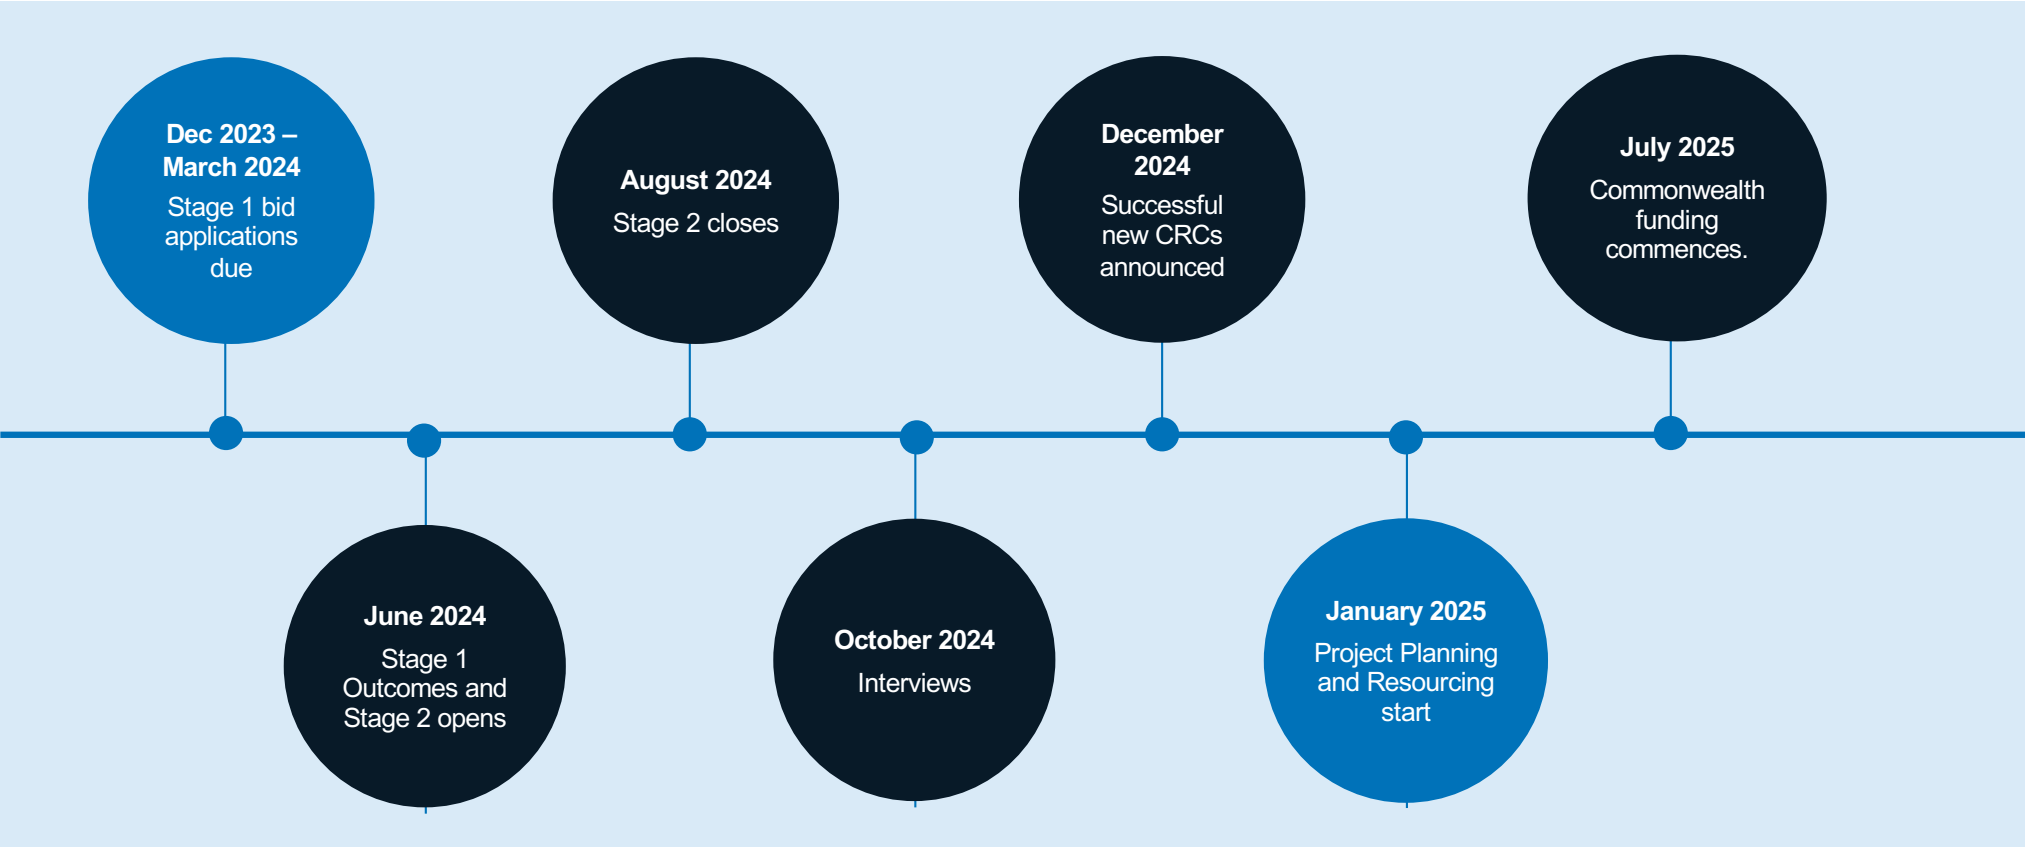 Dec 2023 –
March 2024
Stage 1 bid
applications
due
June 2024
Stage 1
Outcomes and
Stage 2 opens
August 2024
Stage 2 closes
October 2024
Interviews
December
2024
Successful
new CRCs
announced
January 2025
Project Planning
and Resourcing
start
July 2025
Commonwealth
funding
commences.